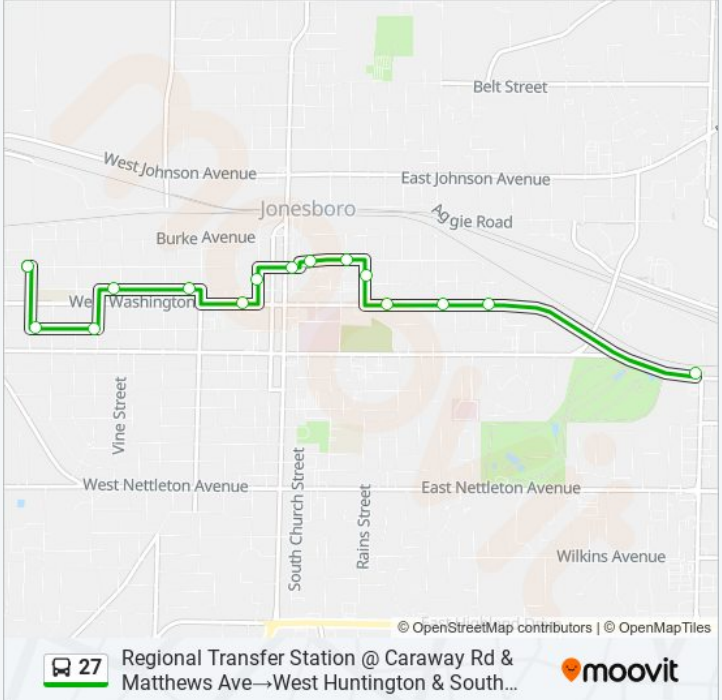 Belt Street
West Johnson Avenue
East Johnson Avenue
Jonesboro
Aggie Road
Burke Avenue
West Washington
Vine Street
West Nettleton Avenue
East Nettleton Avenue
South Church Street
Rains Street
Wilkins Avenue
© OpenStreetMap contributors | © OpenMapTiles
27
Regional Transfer Station @ Caraway Rd &
Matthews Ave→West Huntington & South…
moovit